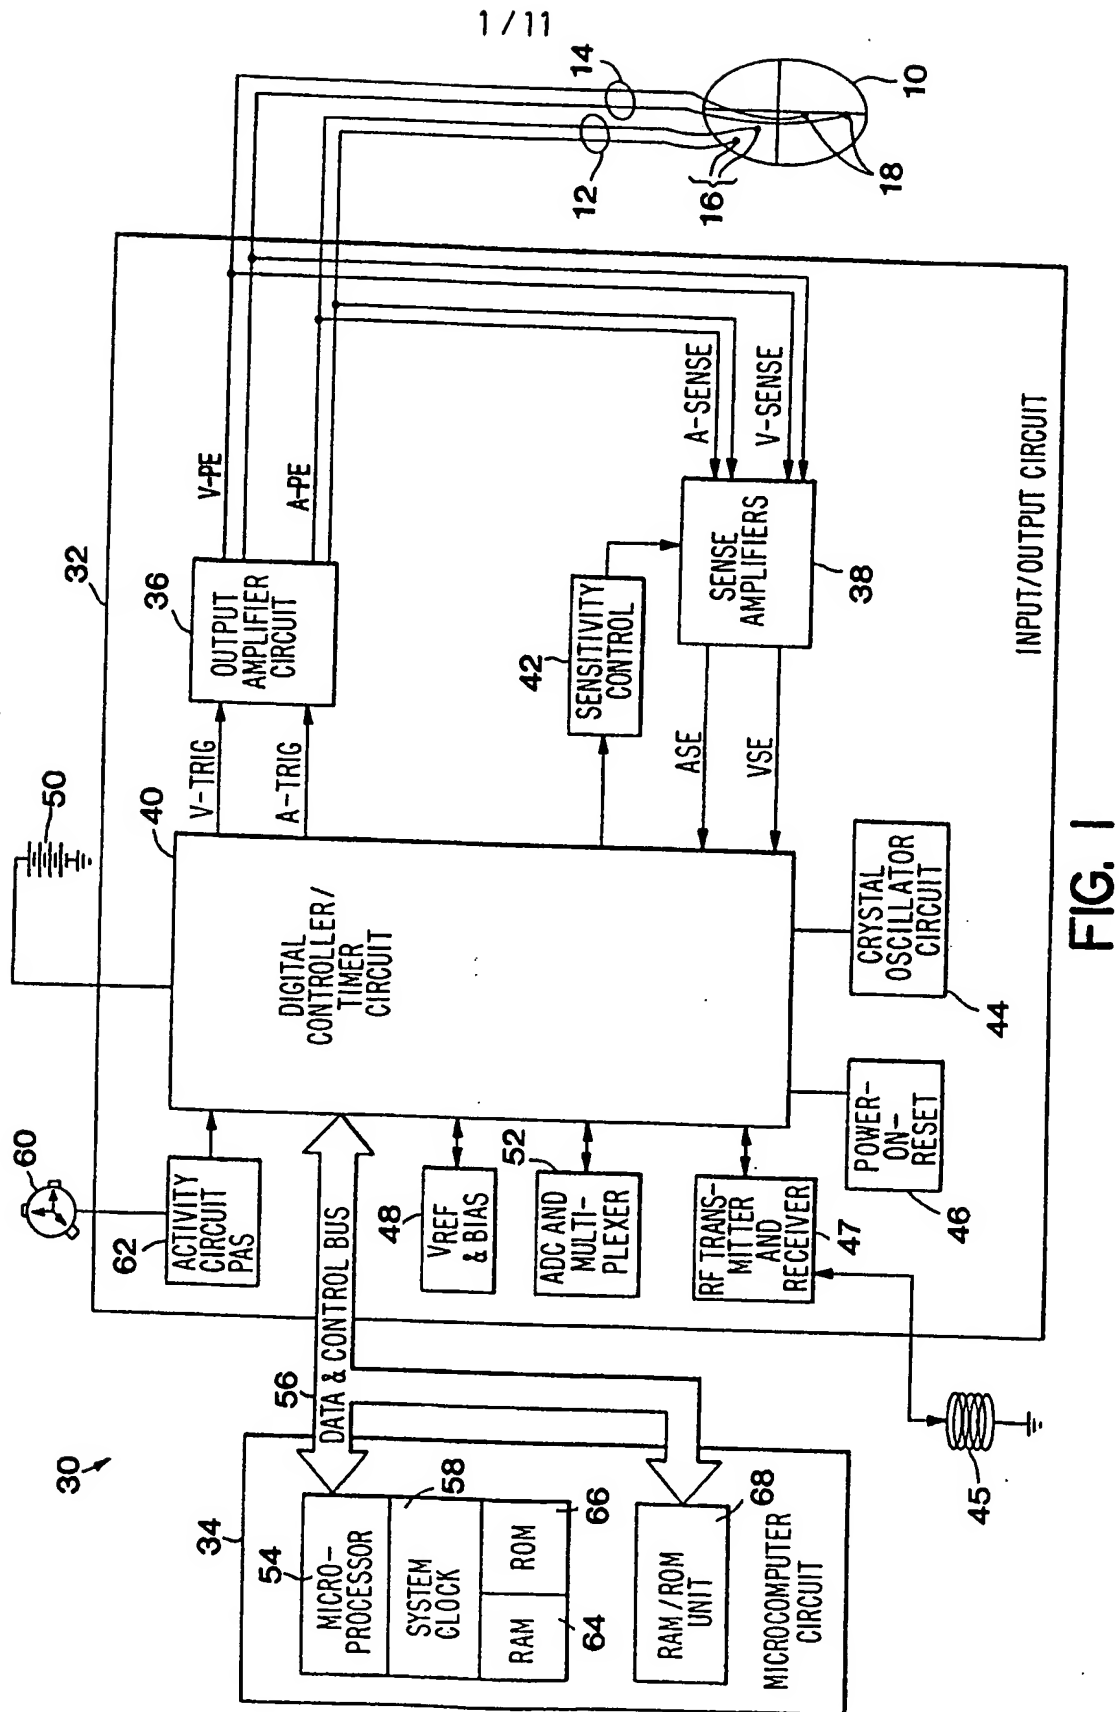 1/11
14
12
16
10
18
32
V-PE
A-PE
36
OUTPUT
AMPLIFIER
CIRCUIT
A-SENSE
V-SENSE
42
SENSITIVITY
CONTROL
SENSE
AMPLIFIERS
38
INPUT/OUTPUT CIRCUIT
V-TRIG
A-TRIG
ASE
VSE
50
40
DIGITAL
CONTROLLER/
TIMER
CIRCUIT
CRYSTAL
OSCILLATOR
CIRCUIT
44
POWER-
ON-
RESET
46
60
62
ACTIVITY
CIRCUIT
PAS
48
VREF
& BIAS
52
ADC AND
MULTI-
PLEXER
RF TRANS-
MITTER
AND
RECEIVER
47
45
56
DATA & CONTROL BUS
30
34
54
MICRO-
PROCESSOR
58
SYSTEM
CLOCK
RAM
64
ROM
66
RAM/ROM
UNIT
68
MICROCOMPUTER
CIRCUIT
FIG. 1